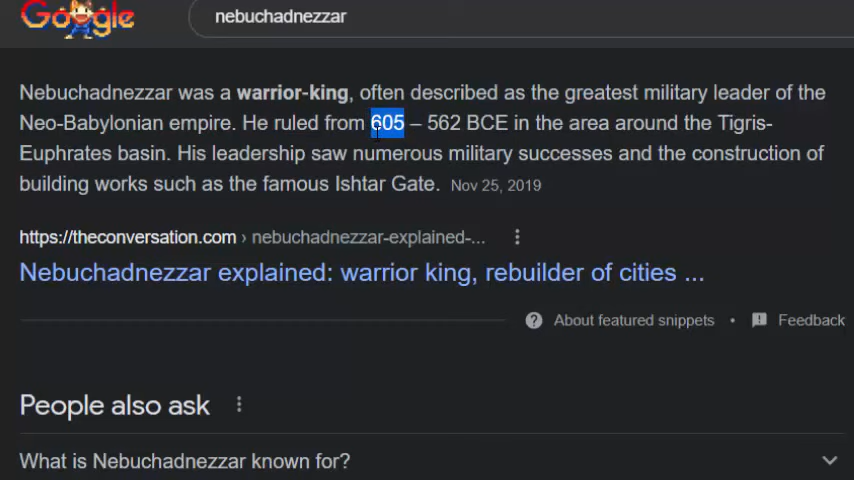 Google
nebuchadnezzar
Nebuchadnezzar was a warrior-king, often described as the greatest military leader of the
Neo-Babylonian empire. He ruled from 605 – 562 BCE in the area around the Tigris-
Euphrates basin. His leadership saw numerous military successes and the construction of
building works such as the famous Ishtar Gate. Nov 25, 2019
https://theconversation.com › nebuchadnezzar-explained-...
Nebuchadnezzar explained: warrior king, rebuilder of cities ...
About featured snippets • Feedback
People also ask
What is Nebuchadnezzar known for?